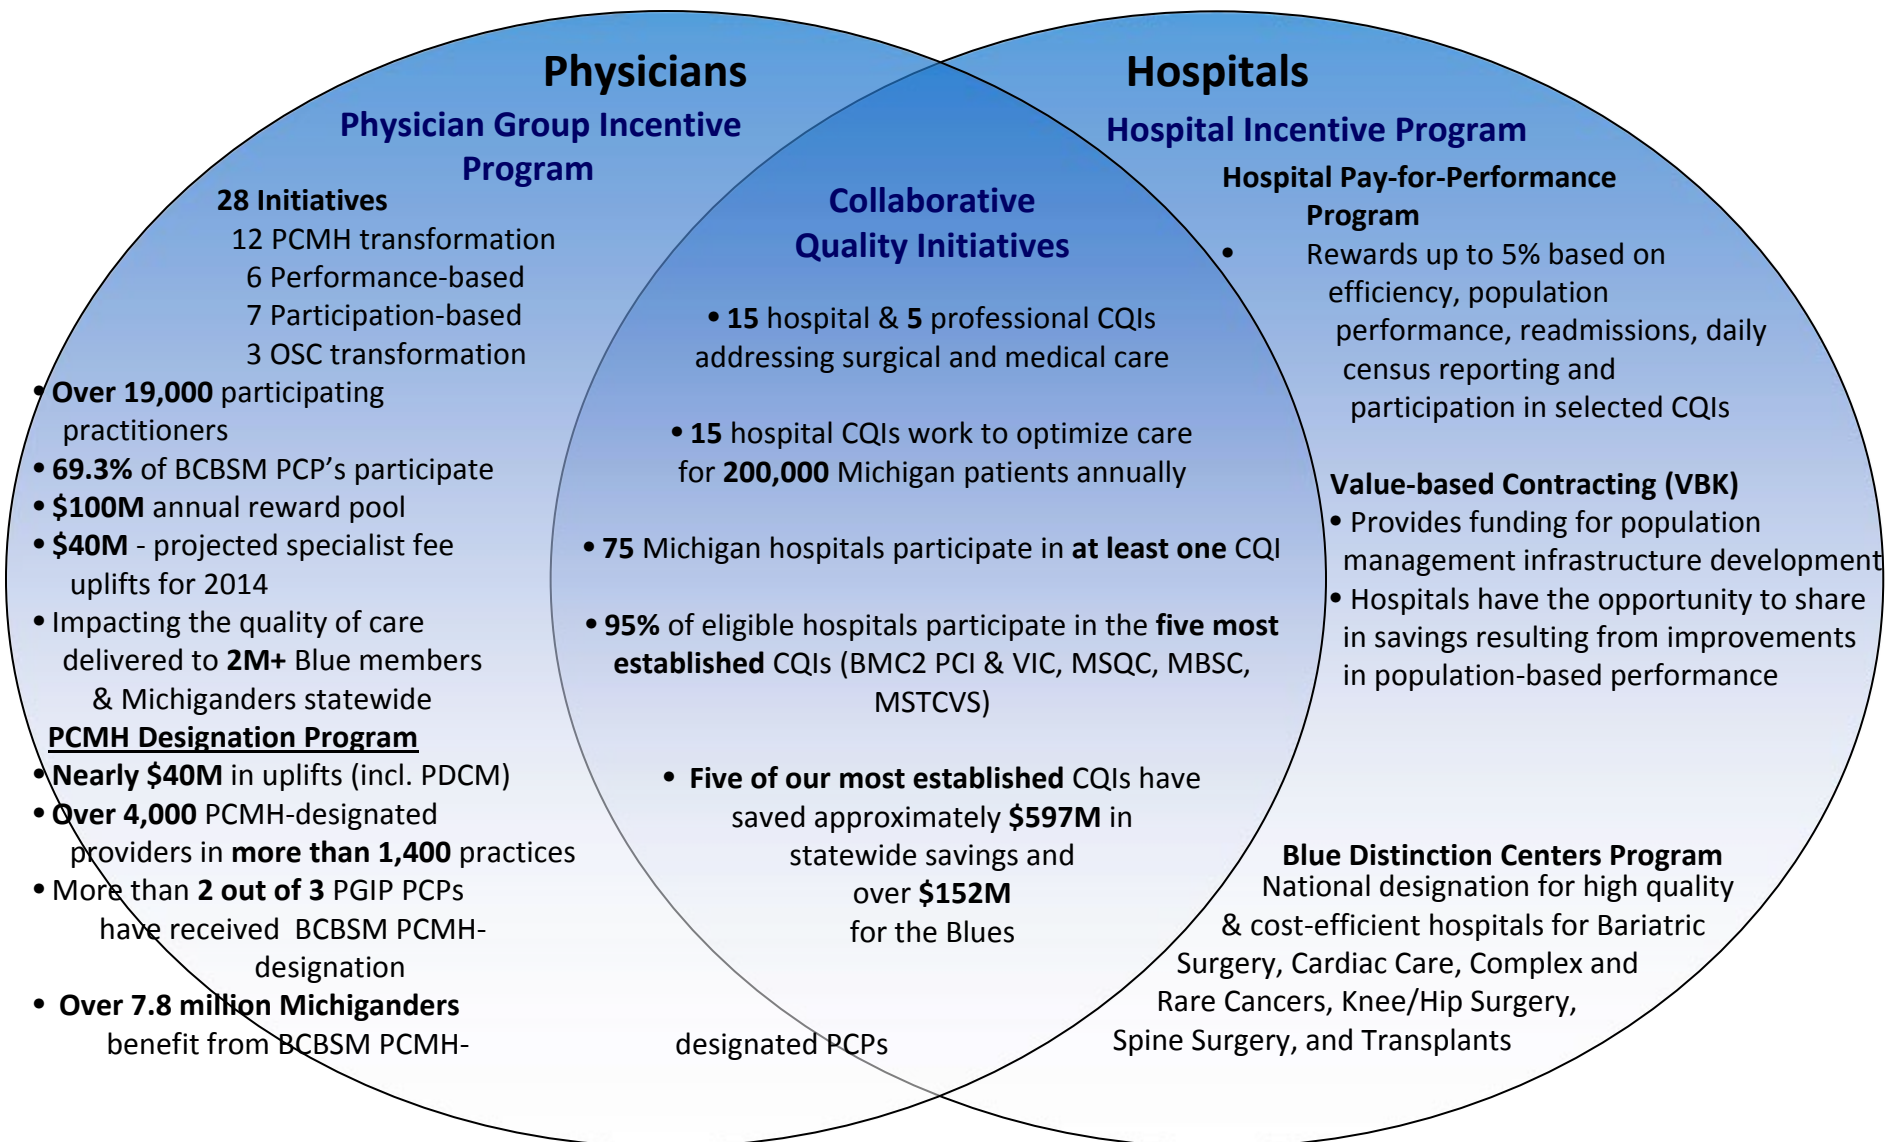 Physicians
Physician Group Incentive
Program
28 Initiatives
12 PCMH transformation
6 Performance-based
7 Participation-based
3 OSC transformation
• Over 19,000 participating
practitioners
• 69.3% of BCBSM PCP’s participate
• $100M annual reward pool
• $40M - projected specialist fee
uplifts for 2014
• Impacting the quality of care
delivered to 2M+ Blue members
& Michiganders statewide
PCMH Designation Program
• Nearly $40M in uplifts (incl. PDCM)
• Over 4,000 PCMH-designated
providers in more than 1,400 practices
• More than 2 out of 3 PGIP PCPs
have received BCBSM PCMH-
designation
• Over 7.8 million Michiganders
benefit from BCBSM PCMH- designated PCPs
Collaborative
Quality Initiatives
• 15 hospital & 5 professional CQIs
addressing surgical and medical care
• 15 hospital CQIs work to optimize care
for 200,000 Michigan patients annually
• 75 Michigan hospitals participate in at least one CQI
• 95% of eligible hospitals participate in the five most
established CQIs (BMC2 PCI & VIC, MSQC, MBSC,
MSTCVS)
• Five of our most established CQIs have
saved approximately $597M in
statewide savings and
over $152M
for the Blues
Hospitals
Hospital Incentive Program
Hospital Pay-for-Performance
Program
• Rewards up to 5% based on
efficiency, population
performance, readmissions, daily
census reporting and
participation in selected CQIs
Value-based Contracting (VBK)
• Provides funding for population
management infrastructure development
• Hospitals have the opportunity to share
in savings resulting from improvements
in population-based performance
Blue Distinction Centers Program
National designation for high quality
& cost-efficient hospitals for Bariatric
Surgery, Cardiac Care, Complex and
Rare Cancers, Knee/Hip Surgery,
Spine Surgery, and Transplants